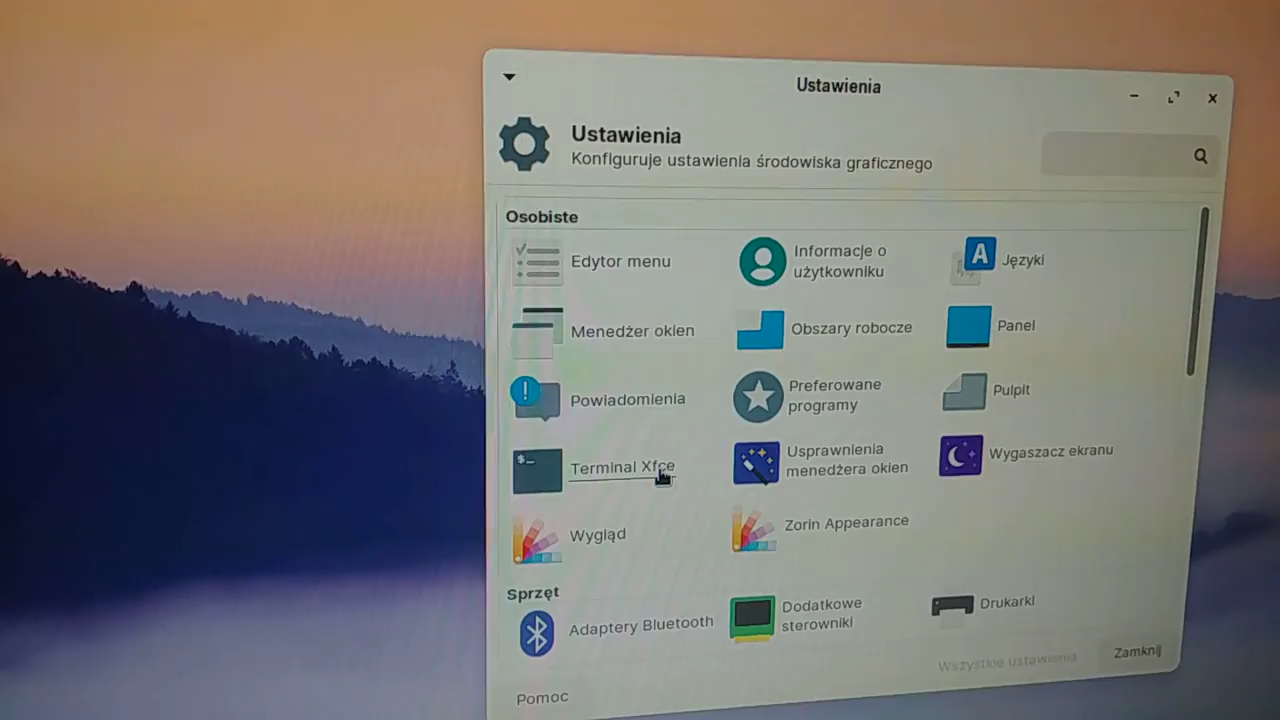 Ustawienia
Ustawienia
Konfiguruje ustawienia środowiska graficznego
Osobiste
Edytor menu
Informacje o
użytkowniku
A
Języki
Menedżer okien
Obszary robocze
Panel
!
Powiadomienia
Preferowane
programy
Pulpit
$_
Terminal Xfce
Usprawnienia
menedżera okien
Wygaszacz ekranu
Wygląd
Zorin Appearance
Sprzęt
Adaptery Bluetooth
Dodatkowe
sterowniki
Drukarki
Wszystkie ustawienia
Zamknij
Pomoc